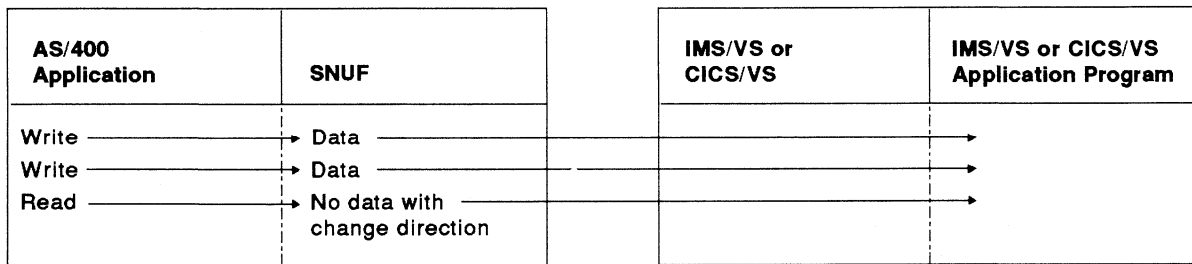 AS/400
Application
SNUF
IMS/VS or
CICS/VS
IMS/VS or CICS/VS
Application Program
Write Data
Write Data
Read No data with
change direction